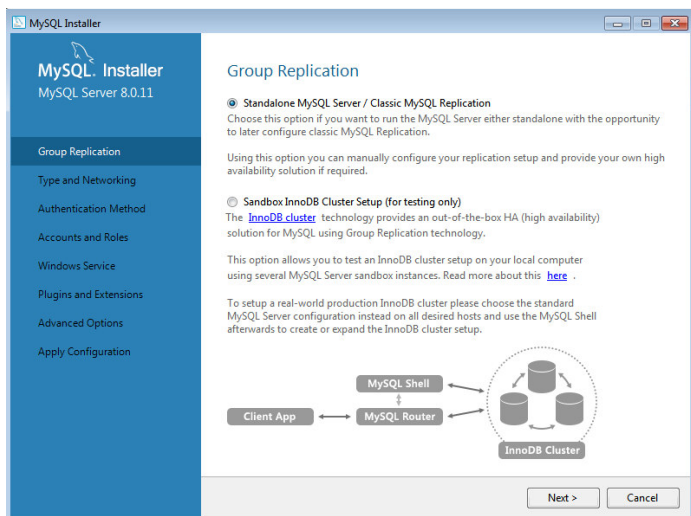 MySQL Installer
MySQL. Installer
MySQL Server 8.0.11
Group Replication
Type and Networking
Authentication Method
Accounts and Roles
Windows Service
Plugins and Extensions
Advanced Options
Apply Configuration
Group Replication
Standalone MySQL Server / Classic MySQL Replication
Choose this option if you want to run the MySQL Server either standalone with the opportunity
to later configure classic MySQL Replication.
Using this option you can manually configure your replication setup and provide your own high
availability solution if required.
Sandbox InnoDB Cluster Setup (for testing only)
The InnoDB cluster technology provides an out-of-the-box HA (high availability)
solution for MySQL using Group Replication technology.
This option allows you to test an InnoDB cluster setup on your local computer
using several MySQL Server sandbox instances. Read more about this here .
To setup a real-world production InnoDB cluster please choose the standard
MySQL Server configuration instead on all desired hosts and use the MySQL Shell
afterwards to create or expand the InnoDB cluster setup.
MySQL Shell
Client App
MySQL Router
InnoDB Cluster
Next >
Cancel